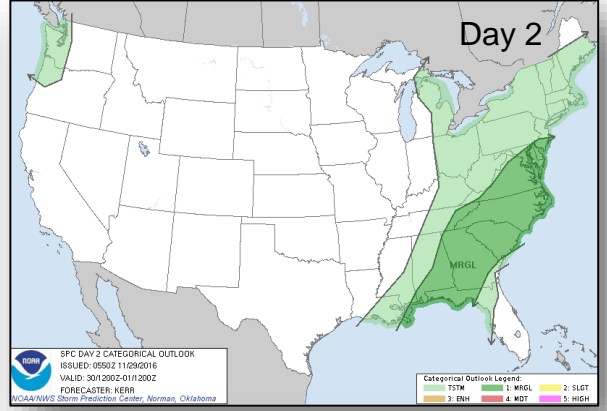 Day 2
MRGL
SPC DAY 2 CATEGORICAL OUTLOOK
ISSUED: 0550Z 11/29/2016
VALID: 30/1200Z-01/1200Z
FORECASTER: KERR
NOAA/NWS Storm Prediction Center, Norman, Oklahoma
NOAA
Categorical Outlook Legend:
TSTM 1: MRGL 2: SLGT
3: ENH 4: MDT 5: HIGH